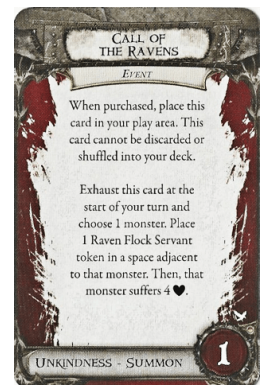 CALL OF
THE RAVENS
EVENT
When purchased, place this
card in your play area. This
card cannot be discarded or
shuffled into your deck.
Exhaust this card at the
start of your turn and
choose 1 monster. Place
1 Raven Flock Servant
token in a space adjacent
to that monster. Then, that
monster suffers 4 ♥.
UNKINDNESS - SUMMON
1